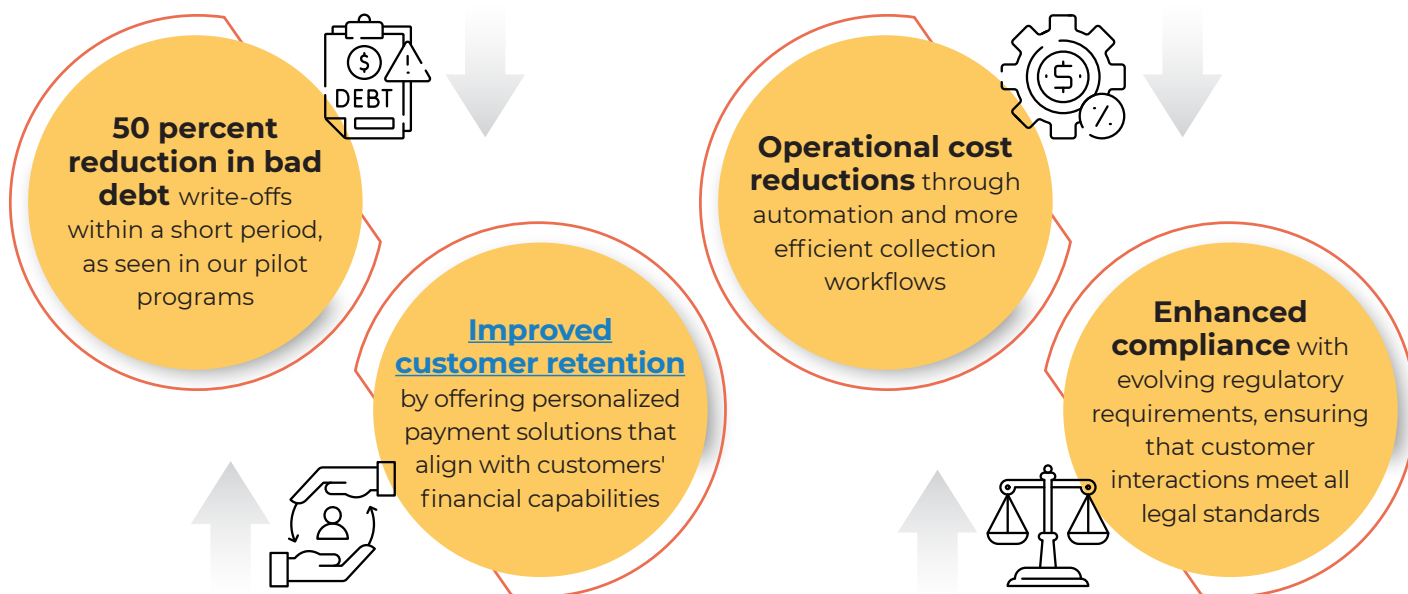 DEBT
50 percent
reduction in bad
debt write-offs
within a short period,
as seen in our pilot
programs
Improved
customer retention
by offering personalized
payment solutions that
align with customers'
financial capabilities
Operational cost
reductions through
automation and more
efficient collection
workflows
Enhanced
compliance with
evolving regulatory
requirements, ensuring
that customer
interactions meet all
legal standards